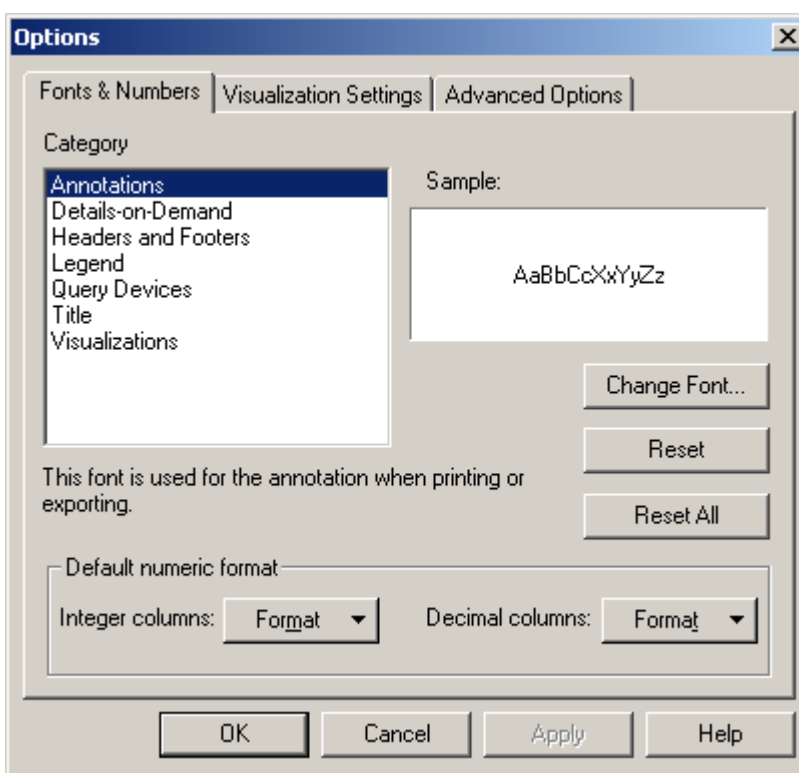 Options
Fonts & Numbers Visualization Settings Advanced Options
Category
Annotations
Details-on-Demand
Headers and Footers
Legend
Query Devices
Title
Visualizations
Sample:
AaBbCcXxYyZz
Change Font...
Reset
Reset All
This font is used for the annotation when printing or
exporting.
Default numeric format
Integer columns: Format Decimal columns: Format
OK Cancel Apply Help